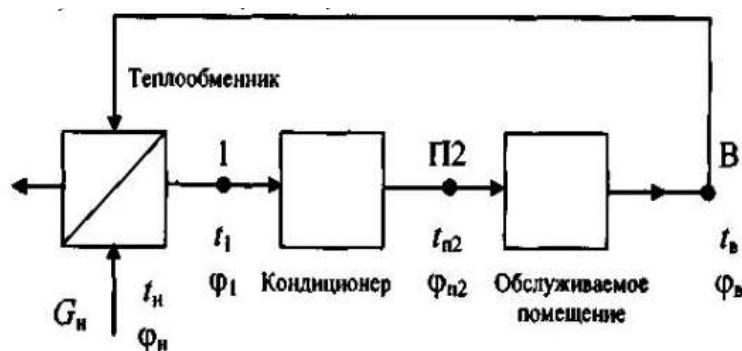 Теплообменник
1
П2
В
t₁
tп2
tв
φ₁
Кондиционер
φп2
Обслуживаемое
помещение
φв
Gн
tн
φн